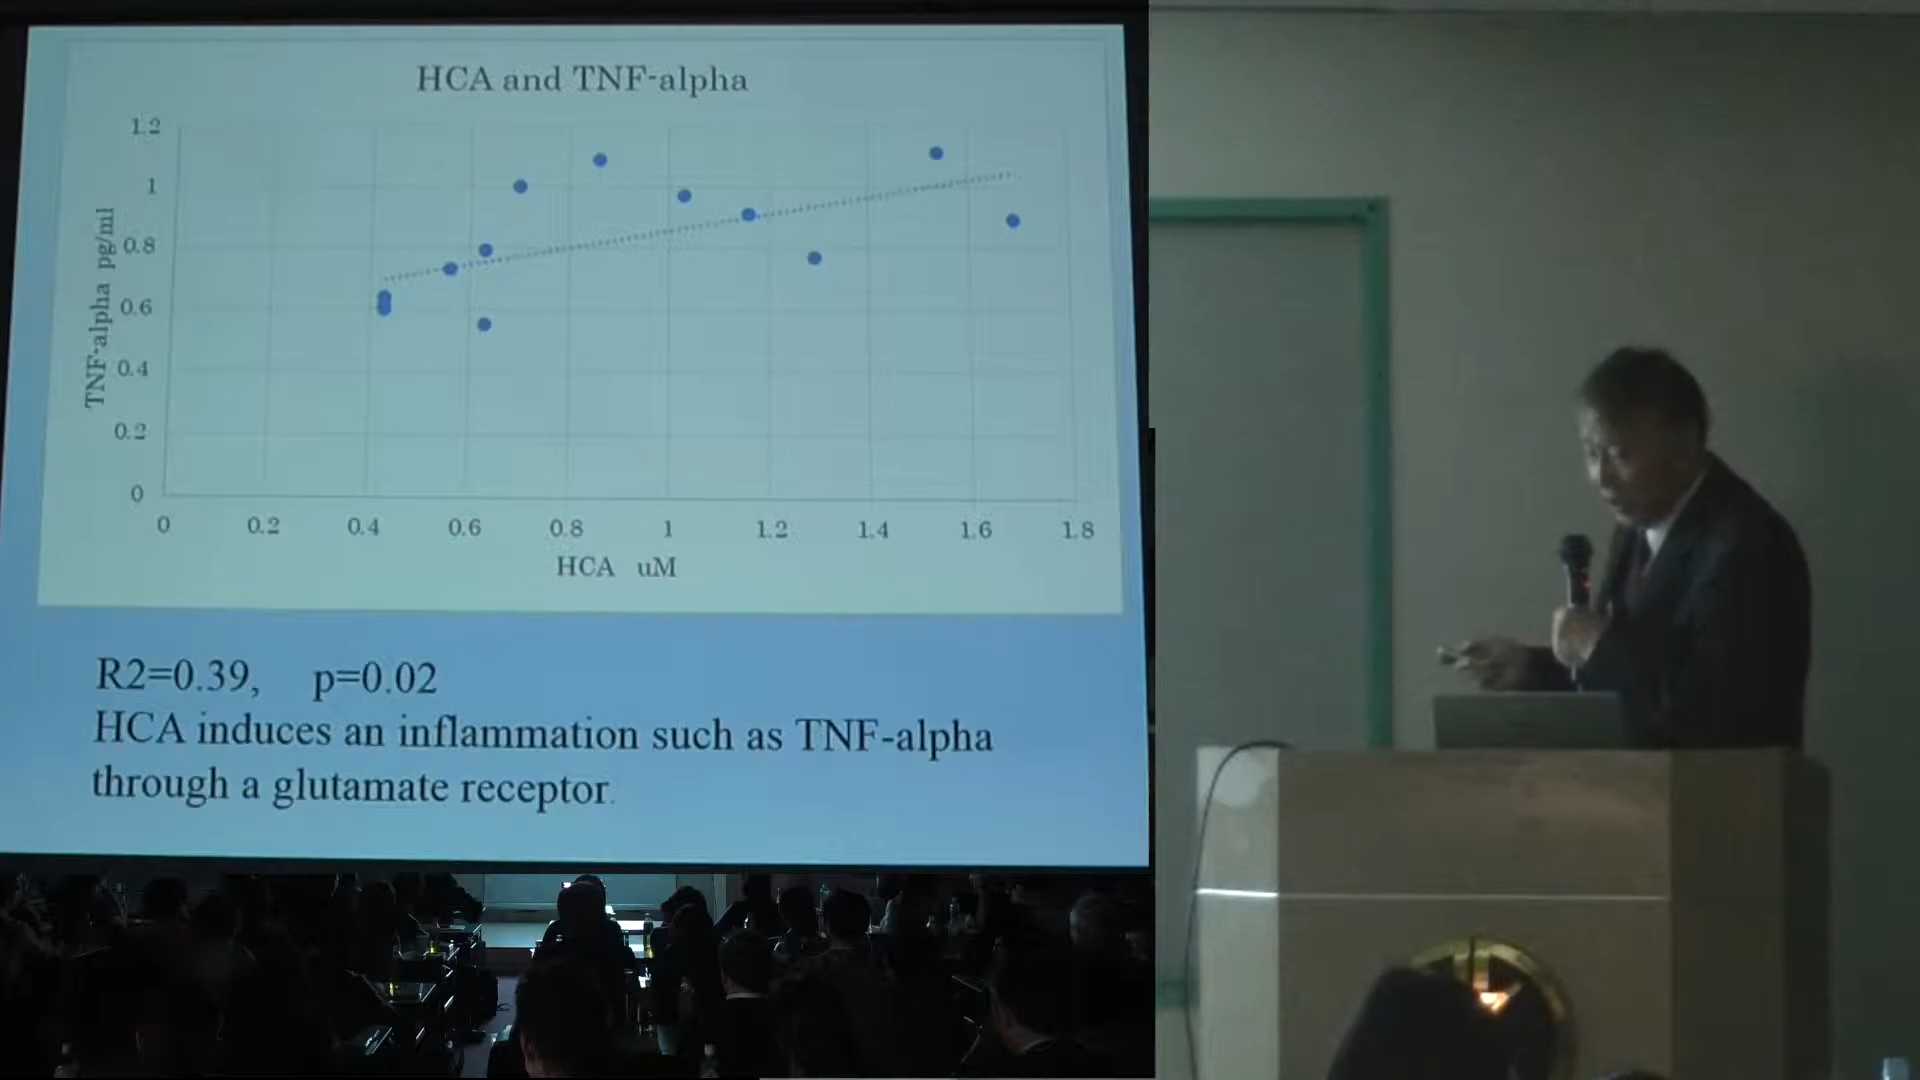 HCA and TNF-alpha
1.2
1
0.8
0.6
0.4
0.2
0
TNF-alpha pg/ml
0 0.2 0.4 0.6 0.8 1 1.2 1.4 1.6 1.8
HCA uM
R2=0.39, p=0.02
HCA induces an inflammation such as TNF-alpha
through a glutamate receptor.